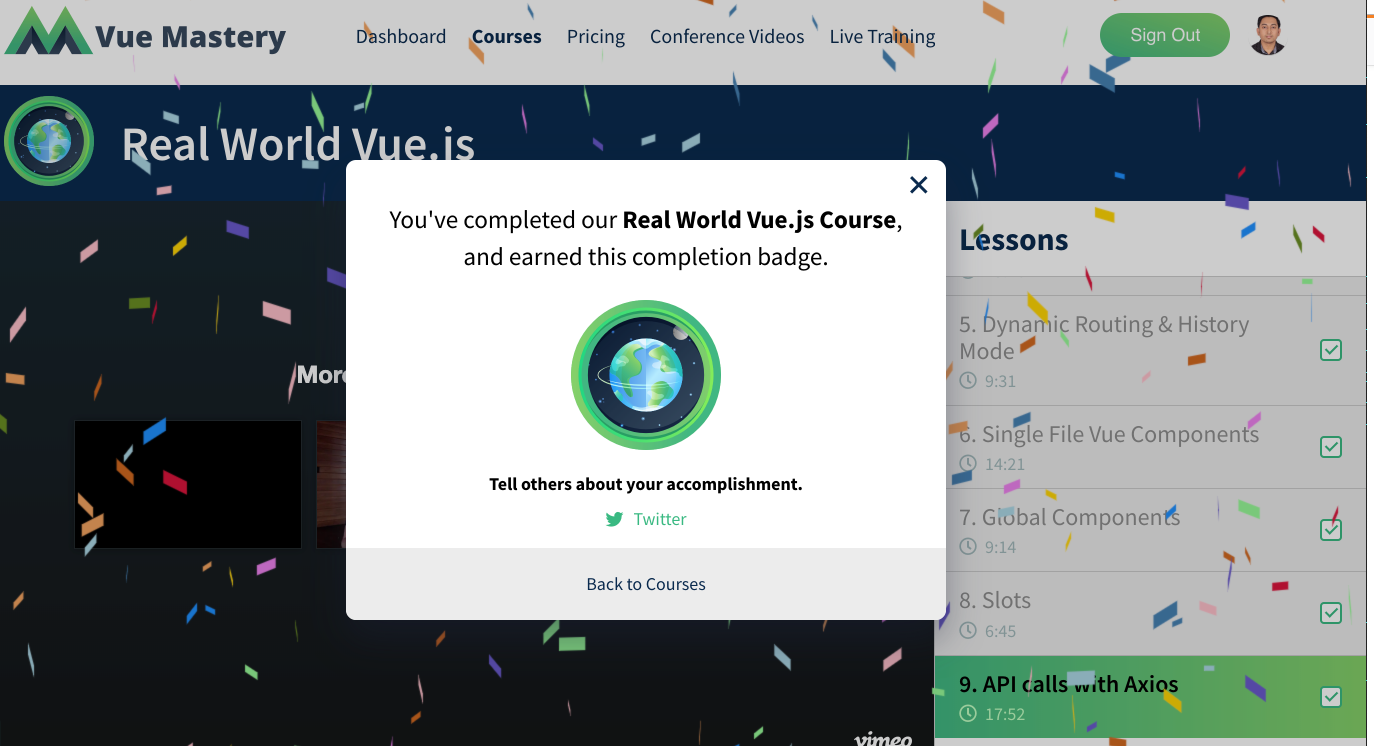 Vue Mastery
Dashboard
Courses
Pricing
Conference Videos
Live Training
Sign Out
Real World Vue.js
You've completed our Real World Vue.js Course,
and earned this completion badge.
Tell others about your accomplishment.
Twitter
Back to Courses
More
Lessons
5. Dynamic Routing & History
Mode
9:31
6. Single File Vue Components
14:21
7. Global Components
9:14
8. Slots
6:45
9. API calls with Axios
17:52
vimeo